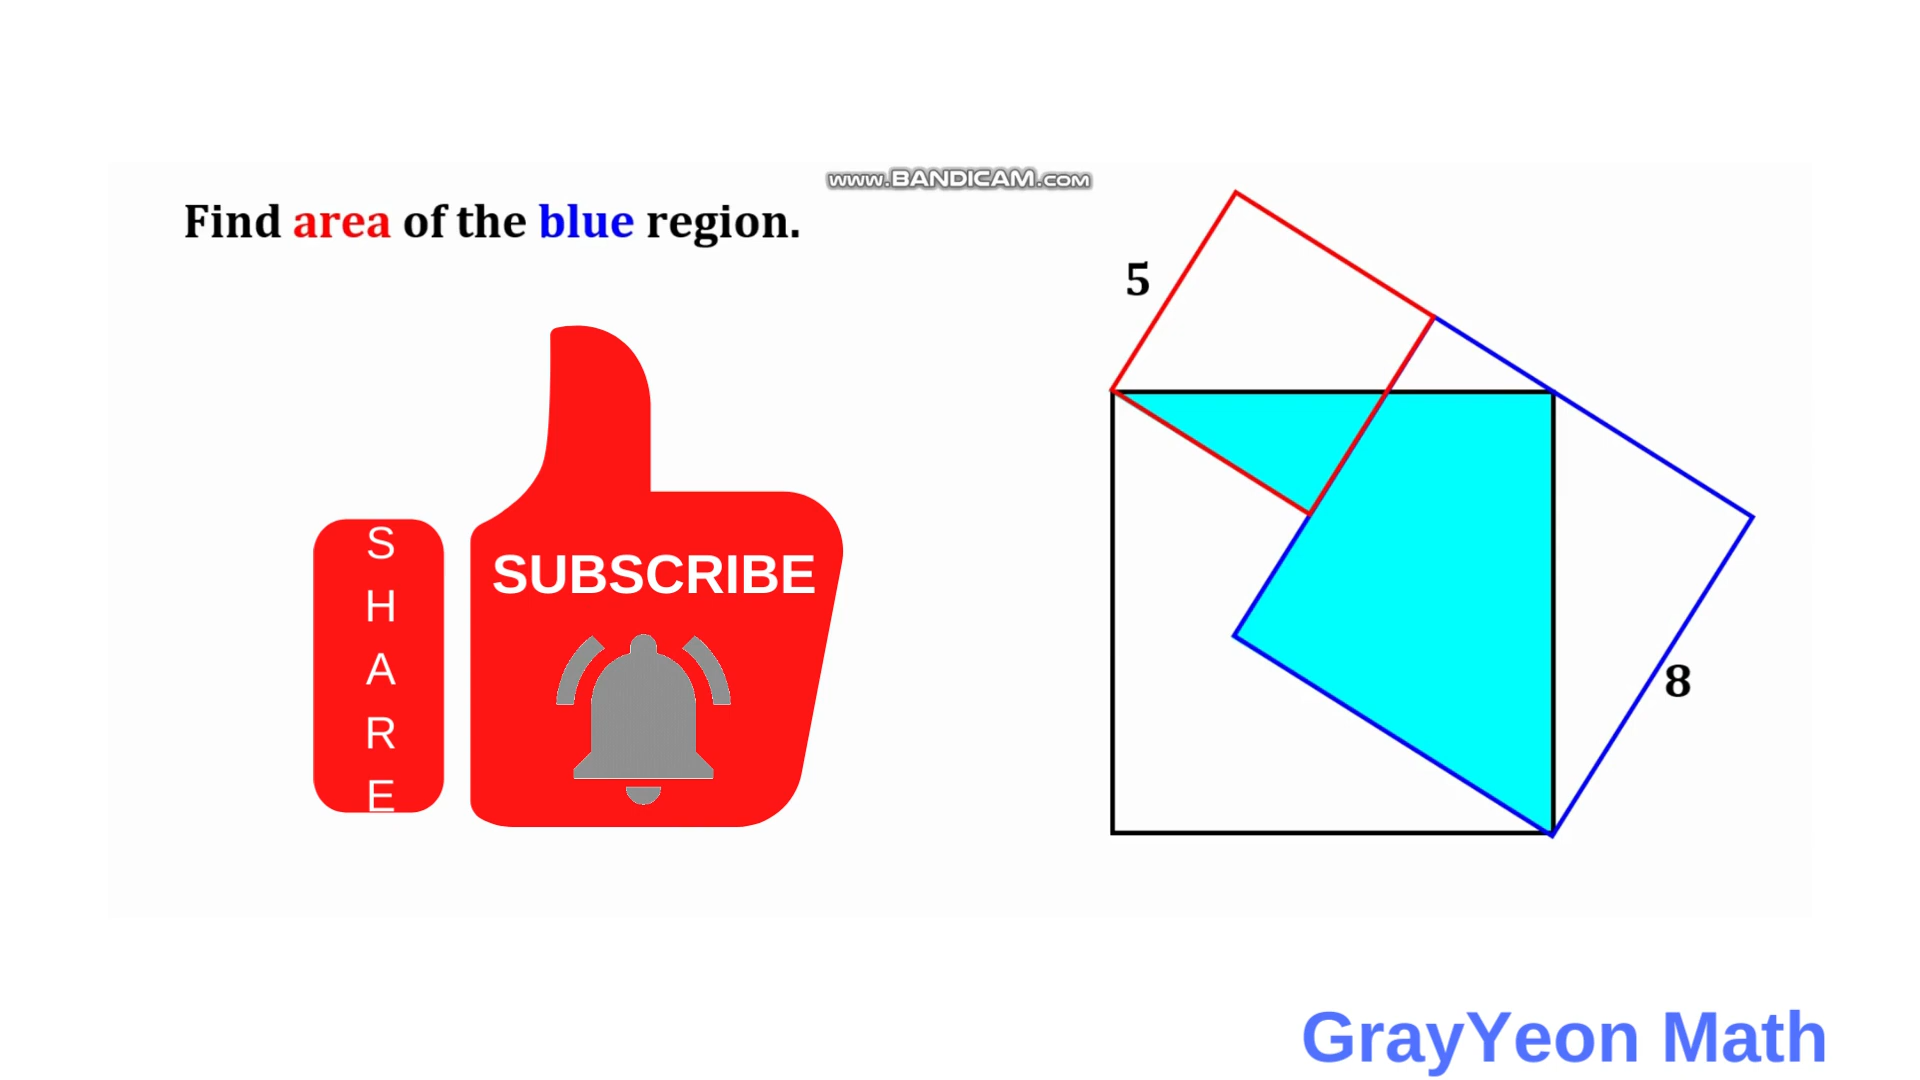 www.BANDICAM.com
Find area of the blue region.
5
S
H
A
R
E
SUBSCRIBE
8
GrayYeon Math